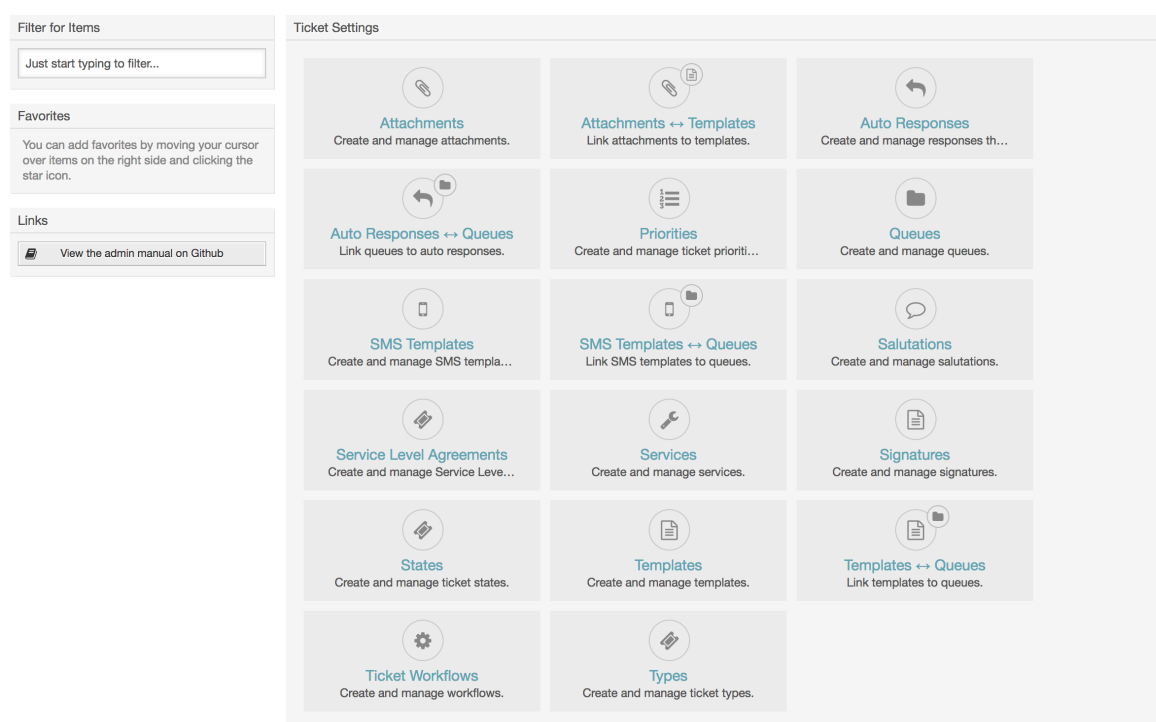 Filter for Items
Just start typing to filter...
Favorites
You can add favorites by moving your cursor
over items on the right side and clicking the
star icon.
Links
View the admin manual on Github
Ticket Settings
Attachments
Create and manage attachments.
Attachments ↔ Templates
Link attachments to templates.
Auto Responses
Create and manage responses th…
Auto Responses ↔ Queues
Link queues to auto responses.
Priorities
Create and manage ticket prioriti…
Queues
Create and manage queues.
SMS Templates
Create and manage SMS templa…
SMS Templates ↔ Queues
Link SMS templates to queues.
Salutations
Create and manage salutations.
Service Level Agreements
Create and manage Service Leve…
Services
Create and manage services.
Signatures
Create and manage signatures.
States
Create and manage ticket states.
Templates
Create and manage templates.
Templates ↔ Queues
Link templates to queues.
Ticket Workflows
Create and manage workflows.
Types
Create and manage ticket types.